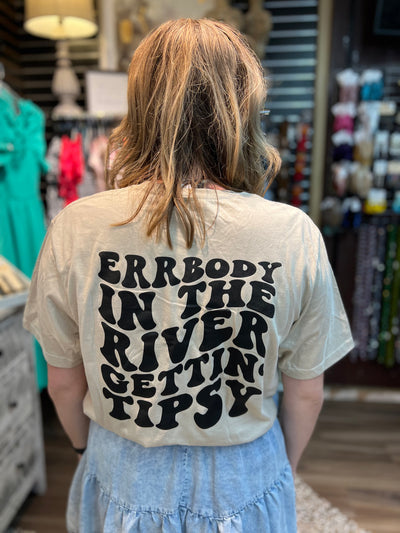 ERRBODY
IN THE
RIVER
GETTIN'
TIPSY